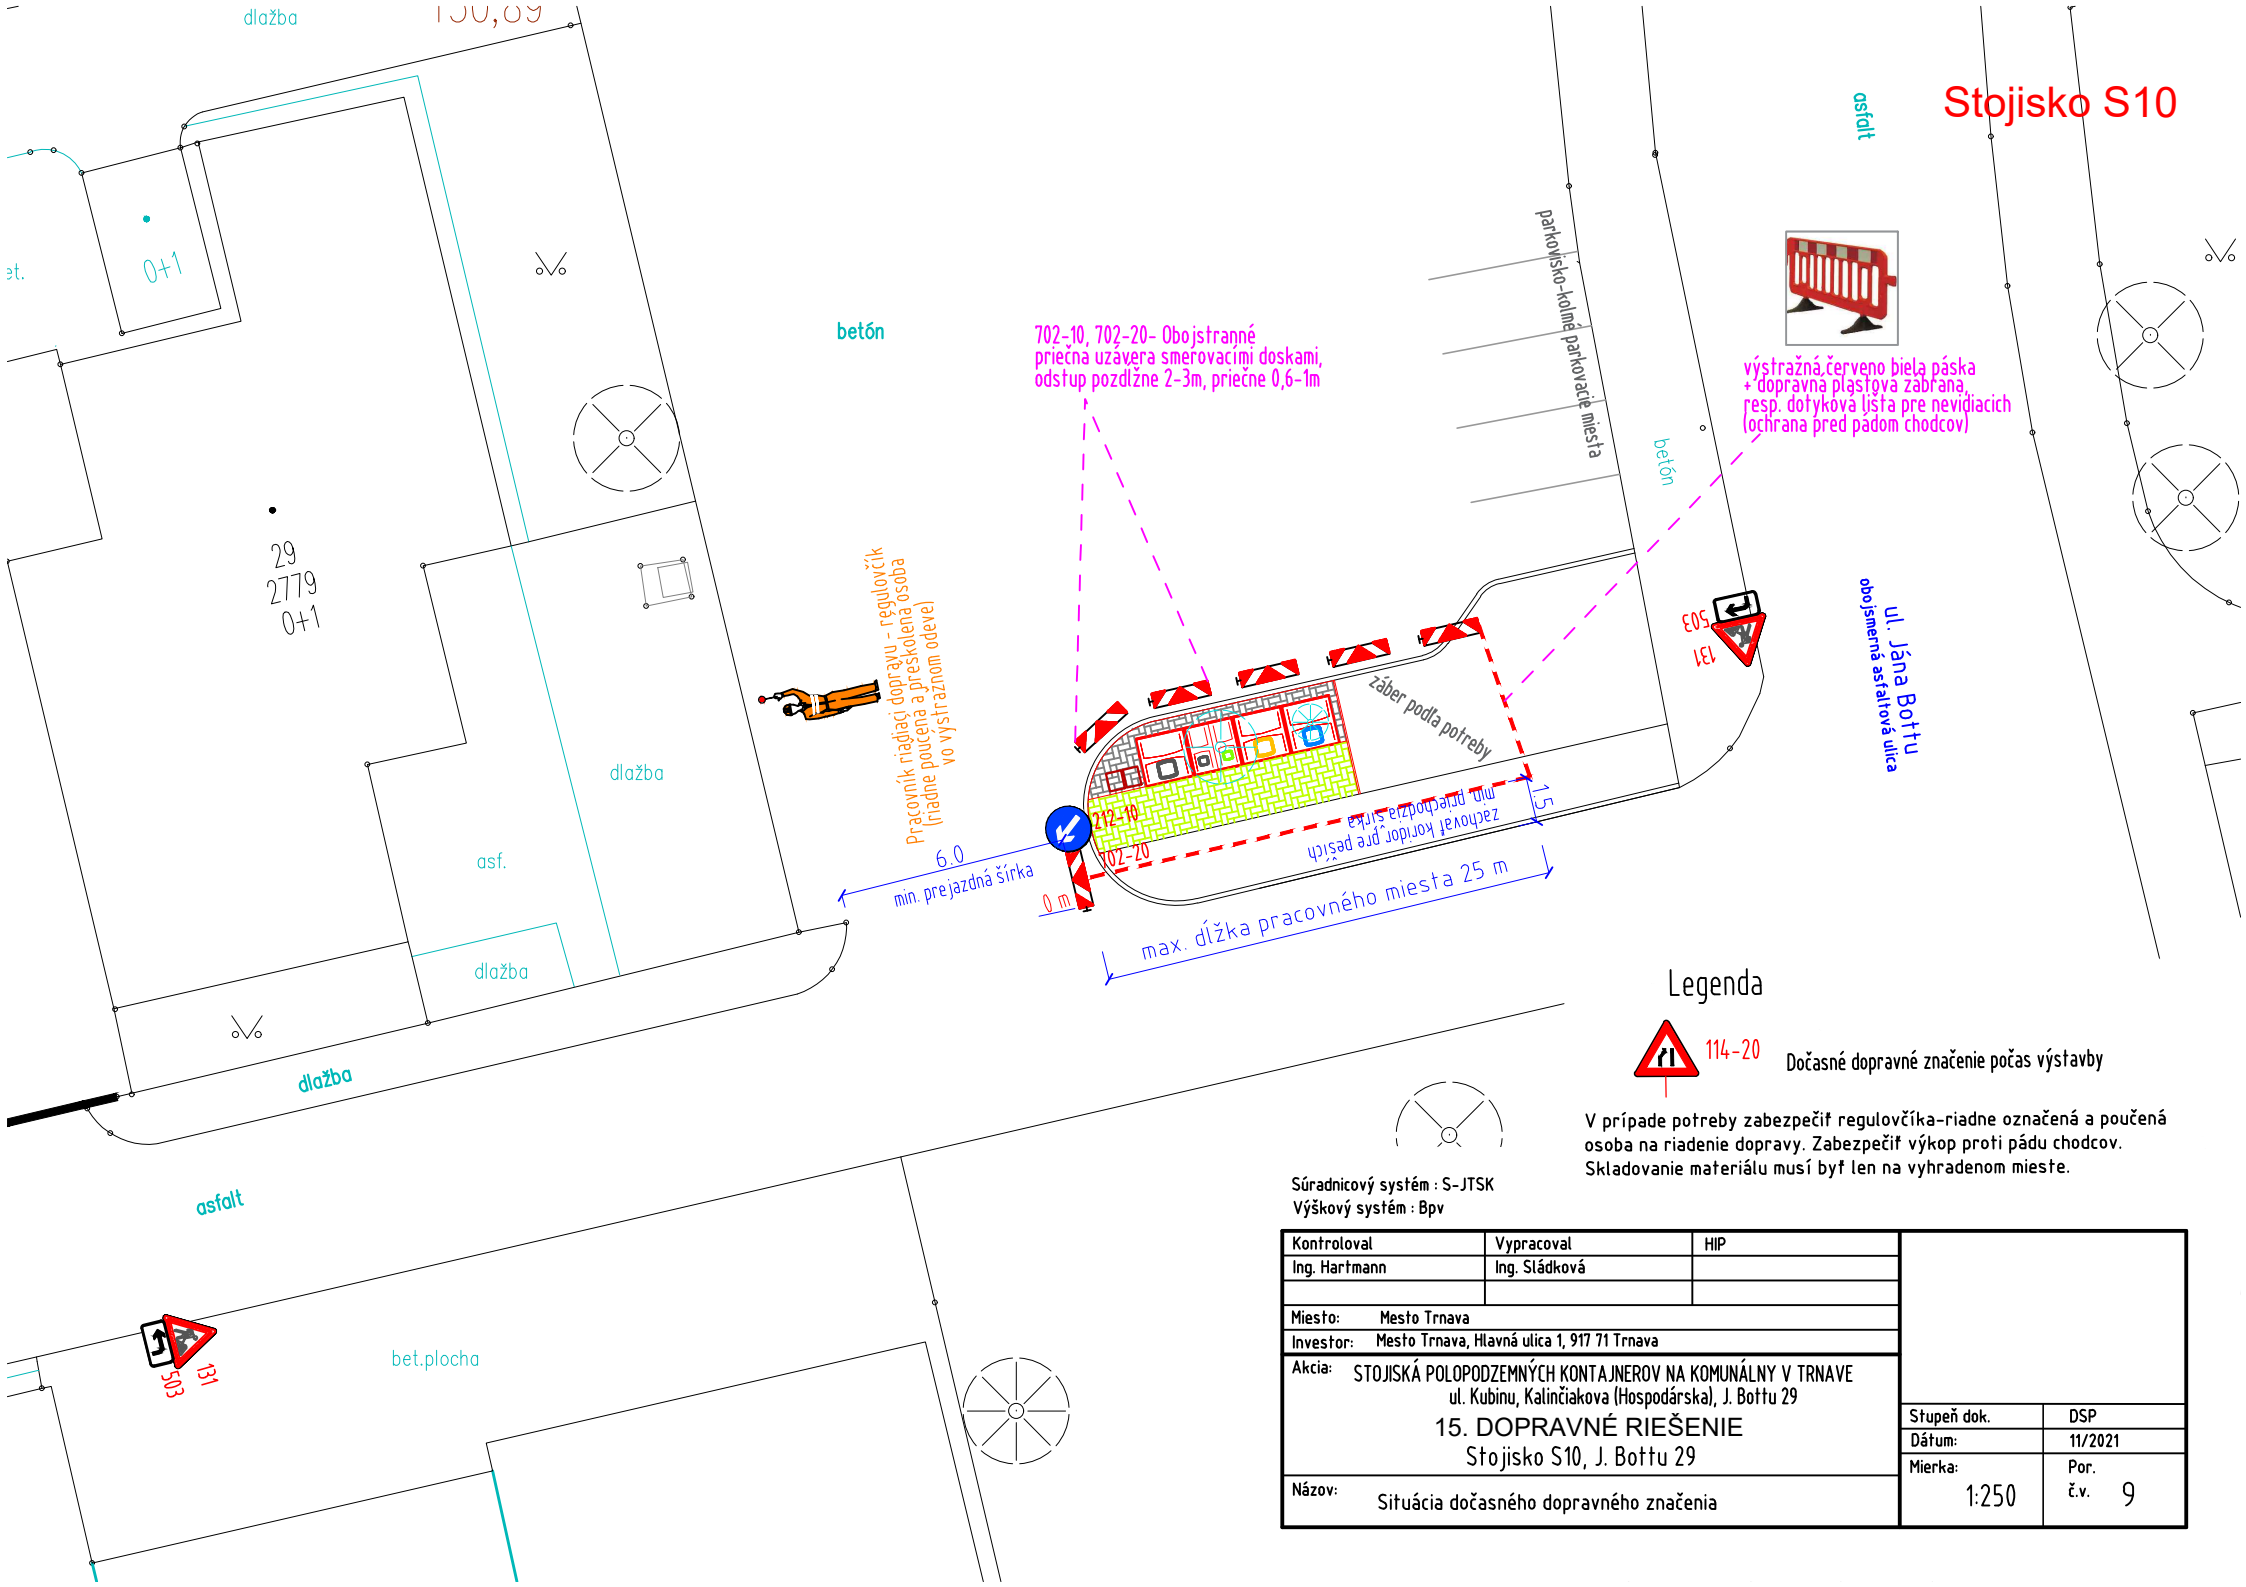 dlažba
Stojisko S10
asfalt
0+1
betón
29
2779
0+1
702-10, 702-20- Obojstranné
priečna uzávera smerovacími doskami,
odstup pozdĺžne 2-3m, priečne 0,6-1m
parkovisko-kolmé parkovacie miesta
betón
výstražná červeno biela páska
+ dopravná plastová zábrana,
resp. dotyková lišta pre nevidiacich
(ochrana pred pádom chodcov)
Pracovník riadiaci dopravu - regulovčík
(riadne poučená a preškolená osoba
vo výstražnom odeve)
503
131
ul. Jána Bottu
obojsmerná asfaltová ulica
záber podľa potreby
dlažba
asf.
dlažba
212-10
702-20
6.0
min. prejazdná šírka
0 m
zachovať koridor pre peších
min. priechodzia šírka
1.5
max. dĺžka pracovného miesta 25 m
dlažba
asfalt
bet.plocha
503
131
Legenda
114-20
Dočasné dopravné značenie počas výstavby
V prípade potreby zabezpečiť regulovčíka-riadne označená a poučená
osoba na riadenie dopravy. Zabezpečiť výkop proti pádu chodcov.
Skladovanie materiálu musí byť len na vyhradenom mieste.
Súradnicový systém : S-JTSK
Výškový systém : Bpv
Kontroloval Vypracoval HIP
Ing. Hartmann Ing. Sládková
Miesto: Mesto Trnava
Investor: Mesto Trnava, Hlavná ulica 1, 917 71 Trnava
Akcia: STOJISKÁ POLOPODZEMNÝCH KONTAJNEROV NA KOMUNÁLNY V TRNAVE
ul. Kubinu, Kalinčiakova (Hospodárska), J. Bottu 29
15. DOPRAVNÉ RIEŠENIE
Stojisko S10, J. Bottu 29
Názov: Situácia dočasného dopravného značenia
Stupeň dok. DSP
Dátum: 11/2021
Mierka: 1:250
Por. č.v. 9